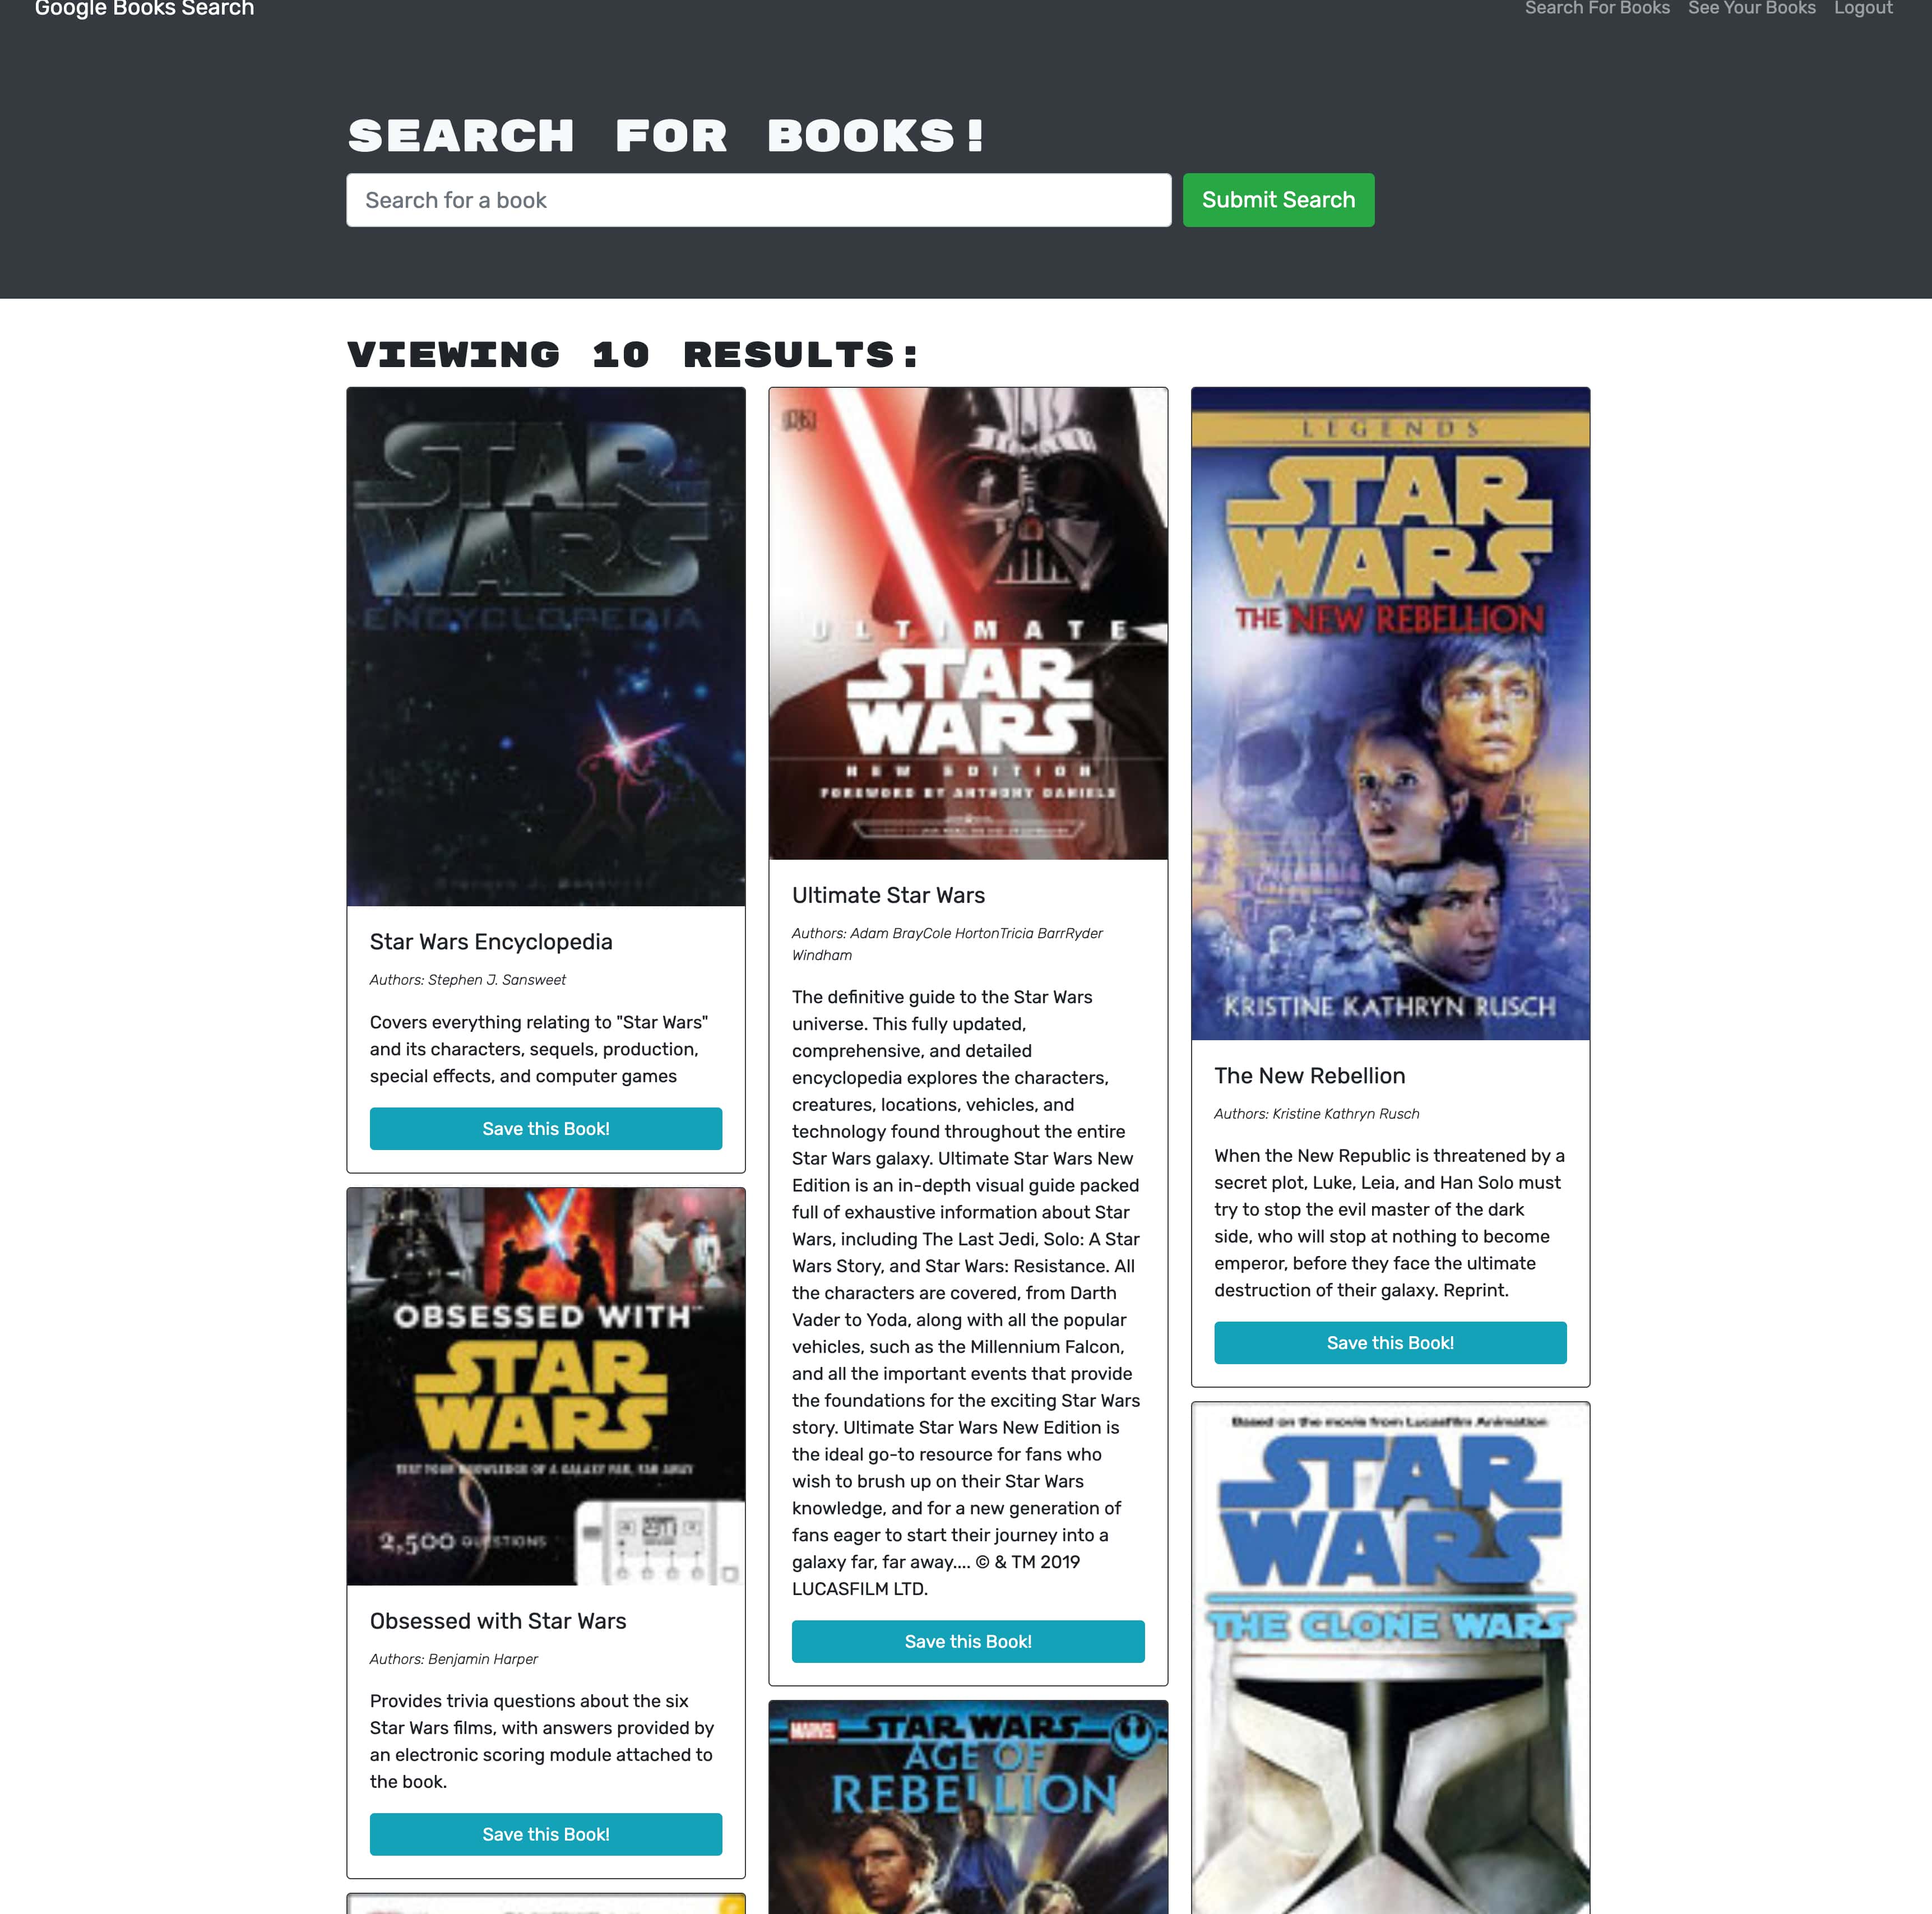 Google Books Search
Search For Books See Your Books Logout
SEARCH FOR BOOKS!
Search for a book
Submit Search
VIEWING 10 RESULTS:
STAR
WARS
ENCYCLOPEDIA
Star Wars Encyclopedia
Authors: Stephen J. Sansweet
Covers everything relating to "Star Wars"
and its characters, sequels, production,
special effects, and computer games
Save this Book!
OBSESSED WITH™
STAR
WARS
TEST YOUR KNOWLEDGE OF A GALAXY FAR, FAR AWAY
2,500 QUESTIONS
Obsessed with Star Wars
Authors: Benjamin Harper
Provides trivia questions about the six
Star Wars films, with answers provided by
an electronic scoring module attached to
the book.
Save this Book!
DK
ULTIMATE
STAR
WARS
NEW EDITION
FOREWORD BY ANTHONY DANIELS
Ultimate Star Wars
Authors: Adam BrayCole HortonTricia BarrRyder
Windham
The definitive guide to the Star Wars
universe. This fully updated,
comprehensive, and detailed
encyclopedia explores the characters,
creatures, locations, vehicles, and
technology found throughout the entire
Star Wars galaxy. Ultimate Star Wars New
Edition is an in-depth visual guide packed
full of exhaustive information about Star
Wars, including The Last Jedi, Solo: A Star
Wars Story, and Star Wars: Resistance. All
the characters are covered, from Darth
Vader to Yoda, along with all the popular
vehicles, such as the Millennium Falcon,
and all the important events that provide
the foundations for the exciting Star Wars
story. Ultimate Star Wars New Edition is
the ideal go-to resource for fans who
wish to brush up on their Star Wars
knowledge, and for a new generation of
fans eager to start their journey into a
galaxy far, far away.... © & TM 2019
LUCASFILM LTD.
Save this Book!
MARVEL STAR WARS
AGE OF
REBELLION
LEGENDS
STAR
WARS
THE NEW REBELLION
KRISTINE KATHRYN RUSCH
The New Rebellion
Authors: Kristine Kathryn Rusch
When the New Republic is threatened by a
secret plot, Luke, Leia, and Han Solo must
try to stop the evil master of the dark
side, who will stop at nothing to become
emperor, before they face the ultimate
destruction of their galaxy. Reprint.
Save this Book!
Based on the movie from Lucasfilm Animation
STAR
WARS
THE CLONE WARS